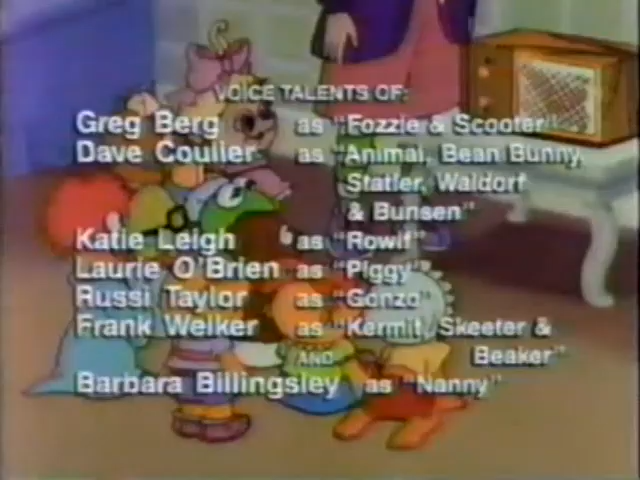 VOICE TALENTS OF:
Greg Berg as "Fozzie & Scooter"
Dave Coulier as "Animal, Bean Bunny,
Statler, Waldorf
& Bunsen"
Katie Leigh as "Rowlf"
Laurie O'Brien as "Piggy"
Russi Taylor as "Gonzo"
Frank Welker as "Kermit, Skeeter &
AND Beaker"
Barbara Billingsley as "Nanny"